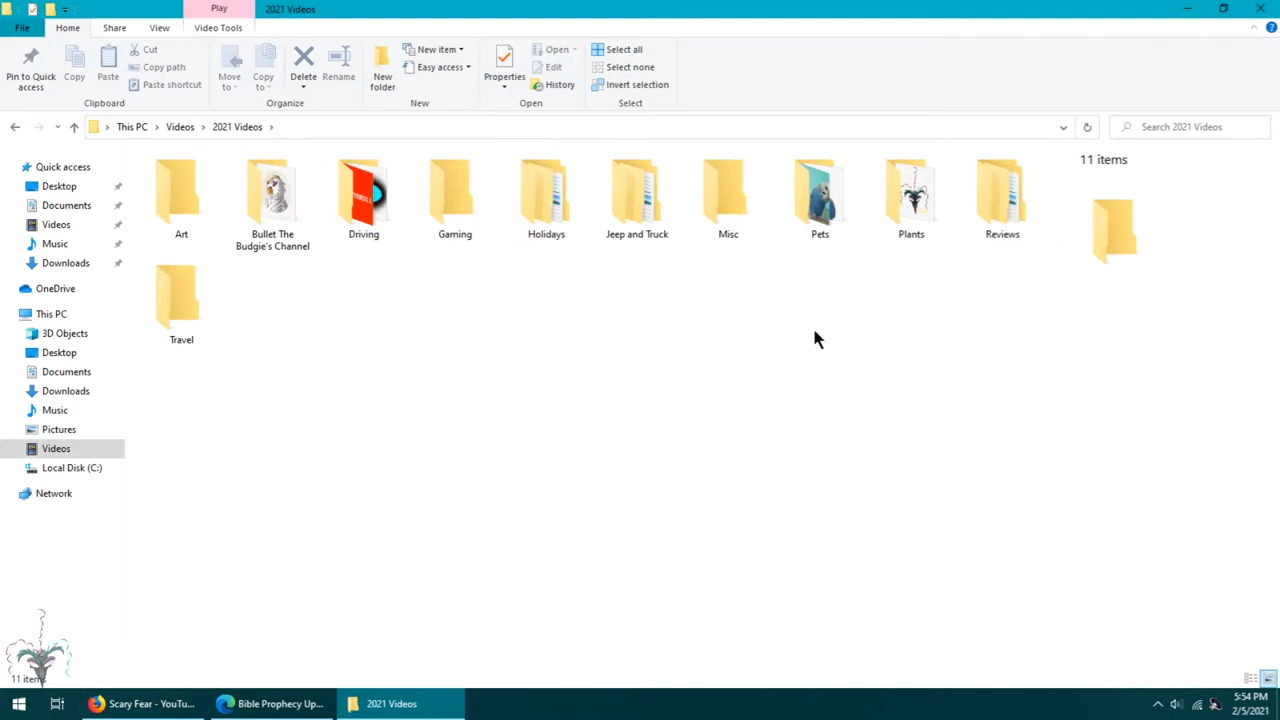 Play
2021 Videos
File
Home
Share
View
Video Tools
Pin to Quick
access
Copy
Paste
Cut
Copy path
Paste shortcut
Clipboard
Move
to
Copy
to
Delete
Rename
Organize
New
folder
New item
Easy access
New
Properties
Open
Edit
History
Open
Select all
Select none
Invert selection
Select
This PC
Videos
2021 Videos
Search 2021 Videos
Quick access
Desktop
Documents
Videos
Music
Downloads
OneDrive
This PC
3D Objects
Desktop
Documents
Downloads
Music
Pictures
Videos
Local Disk (C:)
Network
Art
Bullet The
Budgie's Channel
Driving
Gaming
Holidays
Jeep and Truck
Misc
Pets
Plants
Reviews
Travel
11 items
11 items
Scary Fear - YouTu...
Bible Prophecy Up...
2021 Videos
5:54 PM
2/5/2021